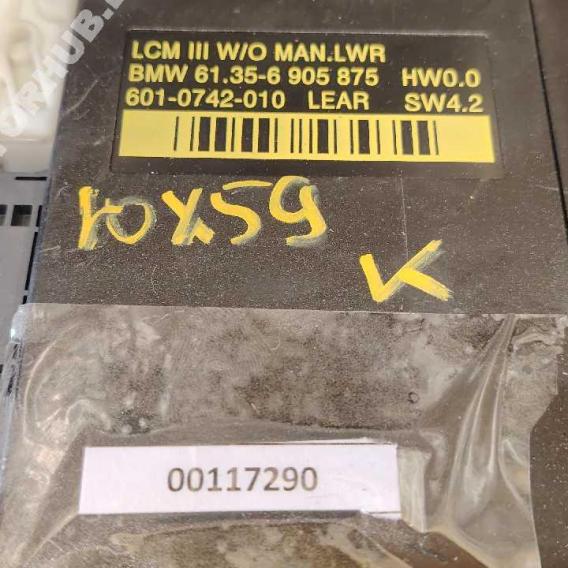 LCM III W/O MAN.LWR
BMW 61.35-6 905 875 HW0.0
601-0742-010 LEAR SW4.2
00117290